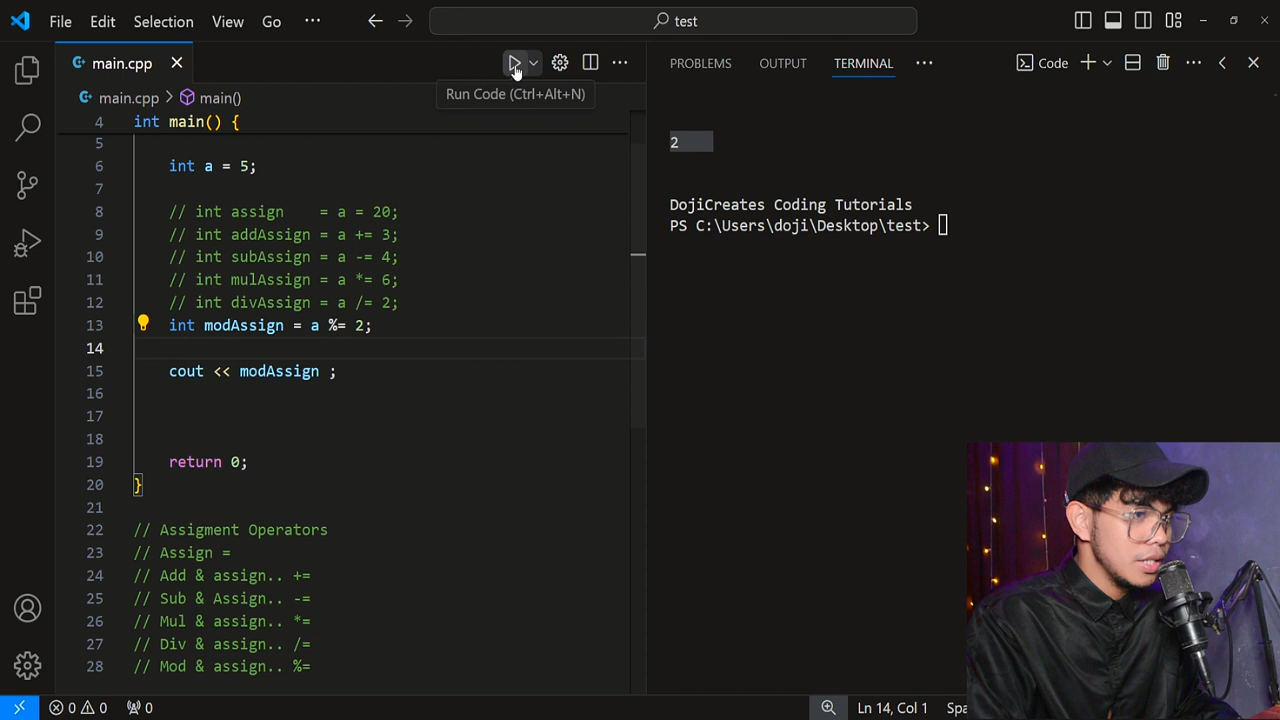 File Edit Selection View Go ··· test
main.cpp
PROBLEMS OUTPUT TERMINAL ··· Code
main.cpp > main()
Run Code (Ctrl+Alt+N)
4 int main() {
5
6 int a = 5;
7
8 // int assign    = a = 20;
9 // int addAssign = a += 3;
10 // int subAssign = a -= 4;
11 // int mulAssign = a *= 6;
12 // int divAssign = a /= 2;
13 int modAssign = a %= 2;
14
15 cout << modAssign ;
16
17
18
19 return 0;
20 }
21
22 // Assigment Operators
23 // Assign =
24 // Add & assign.. +=
25 // Sub & Assign.. -=
26 // Mul & assign.. *=
27 // Div & assign.. /=
28 // Mod & assign.. %=
2
DojiCreates Coding Tutorials
PS C:\Users\doji\Desktop\test>
0 0 0 Ln 14, Col 1 Spa